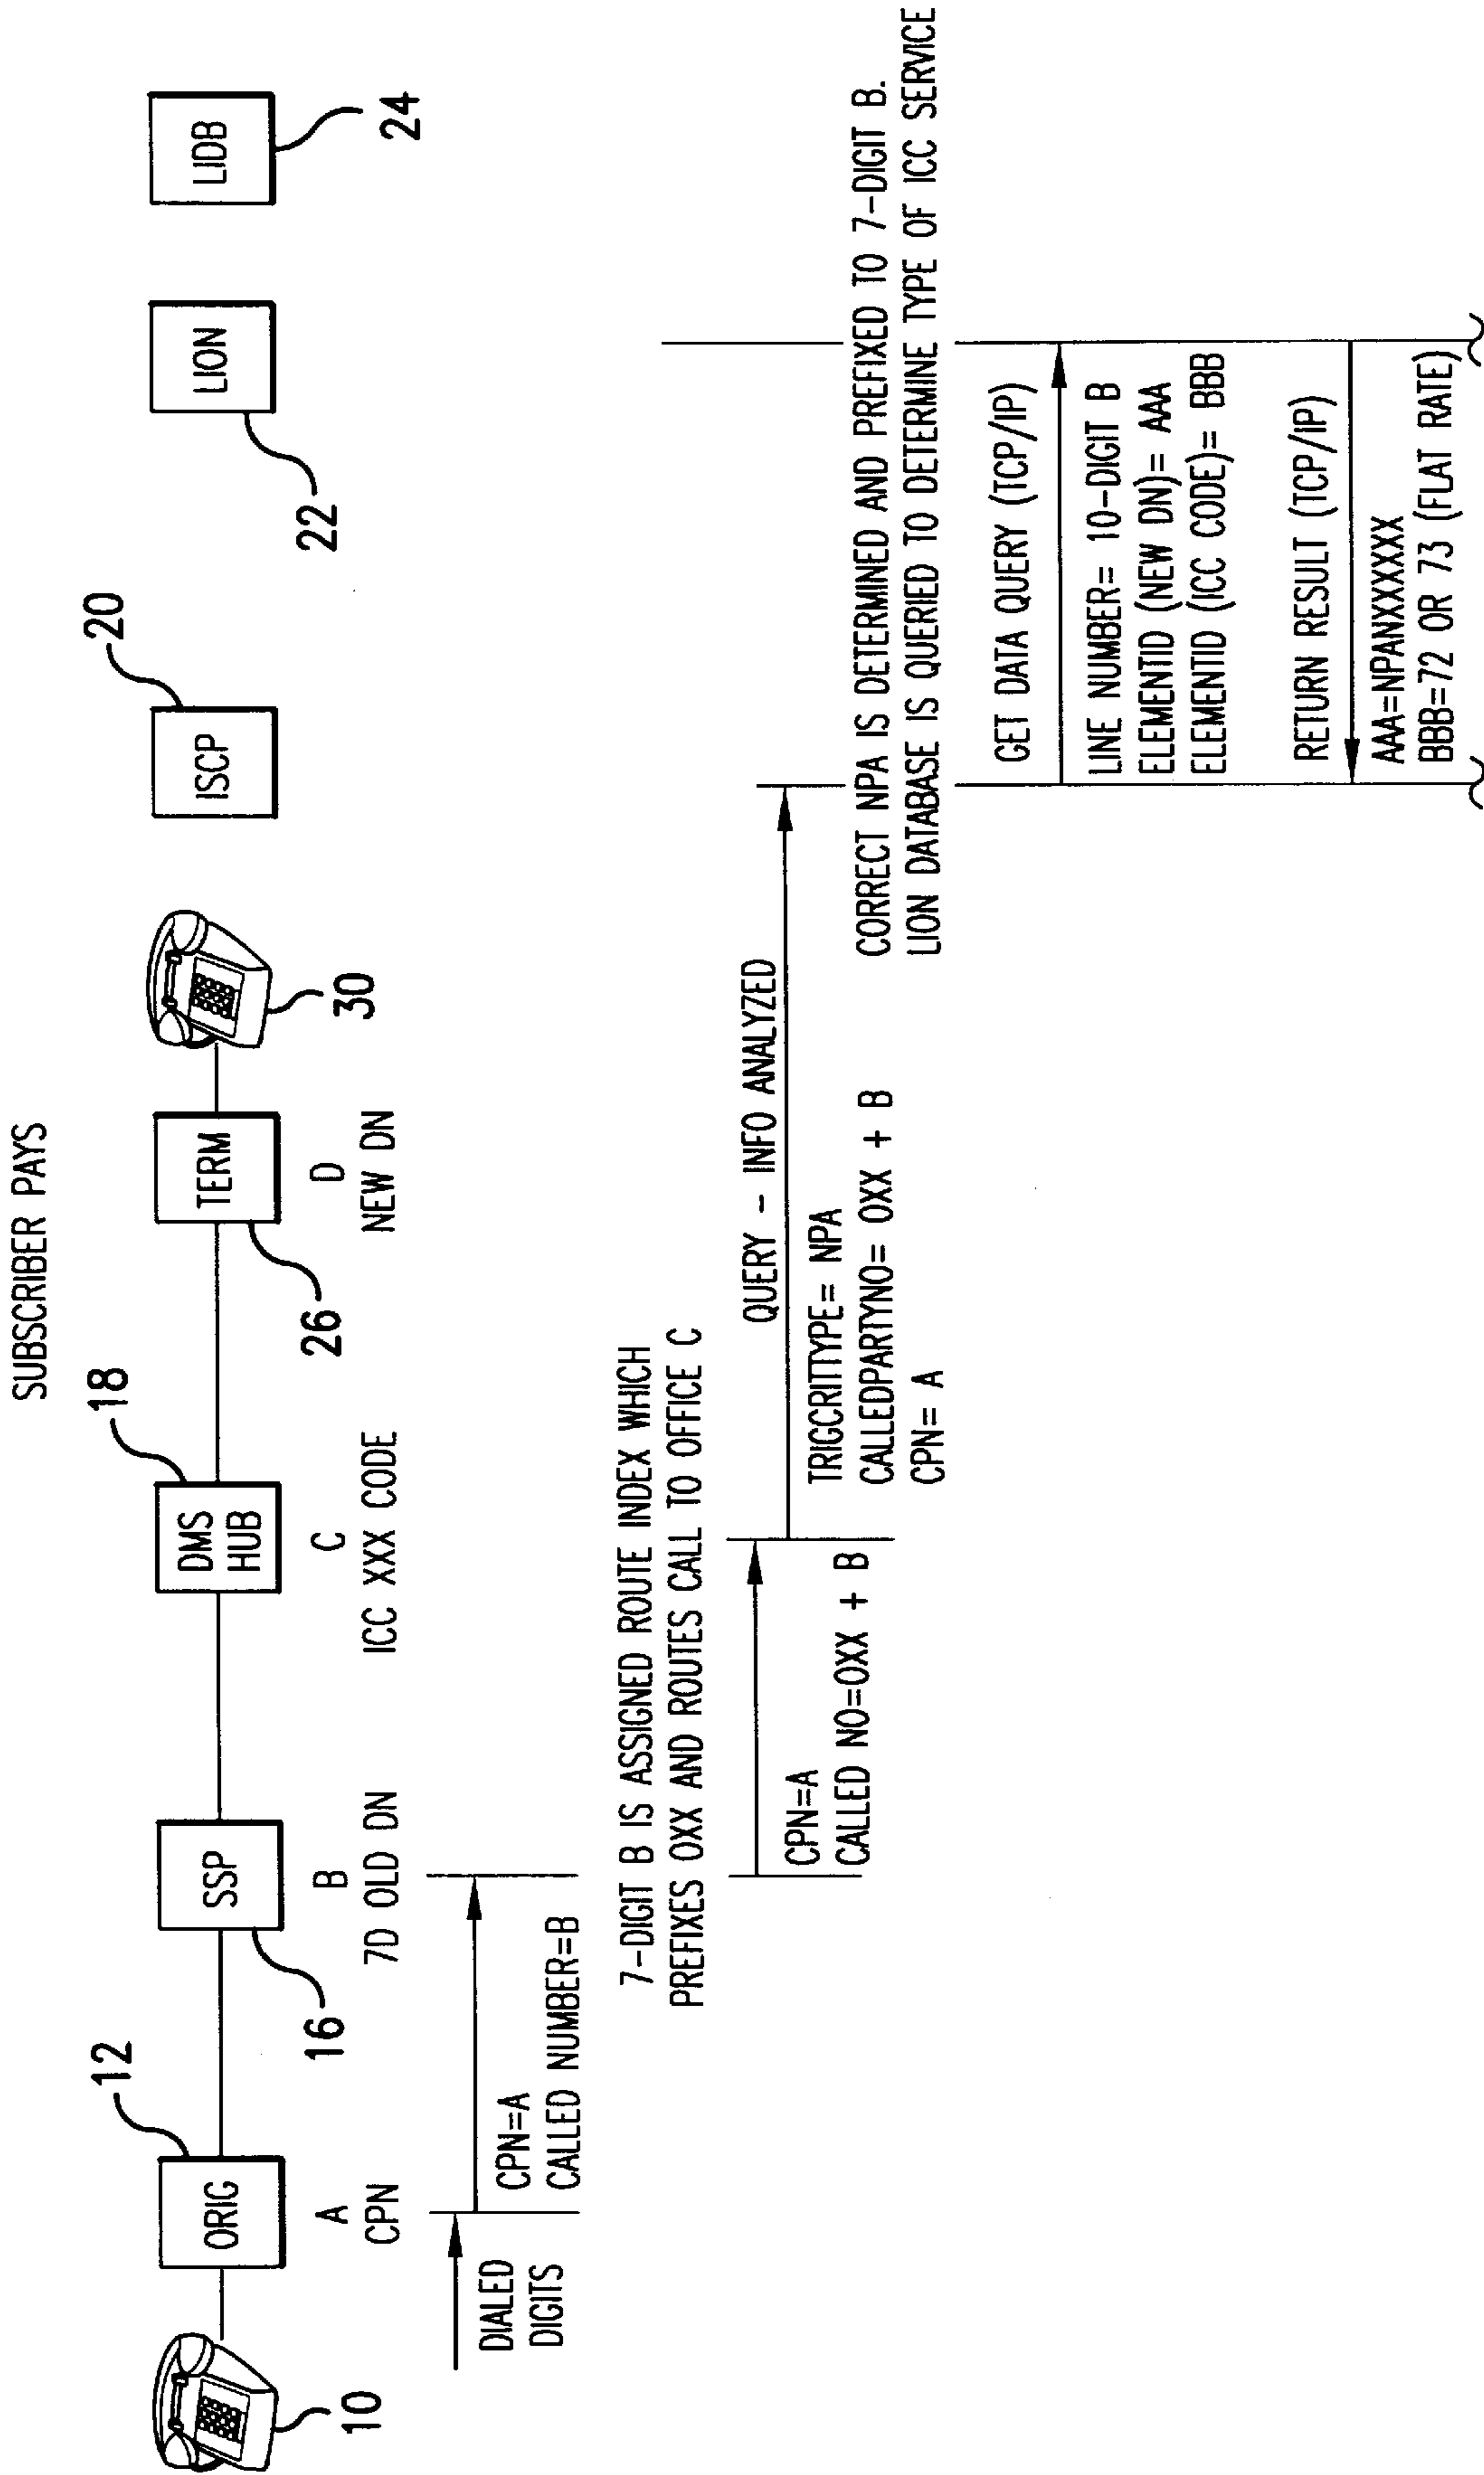 SUBSCRIBER PAYS
12
18
20
ORIG
SSP
DMS
HUB
TERM
ISCP
LION
LIDB
10
16
26
30
22
24
A
CPN
B
7D OLD DN
C
ICC XXX CODE
D
NEW DN
DIALED
DIGITS
CPN=A
CALLED NUMBER=B
7-DIGIT B IS ASSIGNED ROUTE INDEX WHICH
PREFIXES OXX AND ROUTES CALL TO OFFICE C
CPN=A
CALLED NO=OXX + B
QUERY - INFO ANALYZED
TRIGCRITTYPE= NPA
CALLEDPARTYNO= OXX + B
CPN= A
CORRECT NPA IS DETERMINED AND PREFIXED TO 7-DIGIT B.
LION DATABASE IS QUERIED TO DETERMINE TYPE OF ICC SERVICE
GET DATA QUERY (TCP/IP)
LINE NUMBER= 10-DIGIT B
ELEMENTID (NEW DN)= AAA
ELEMENTID (ICC CODE)= BBB
RETURN RESULT (TCP/IP)
AAA=NPANXXXXXX
BBB=72 OR 73 (FLAT RATE)